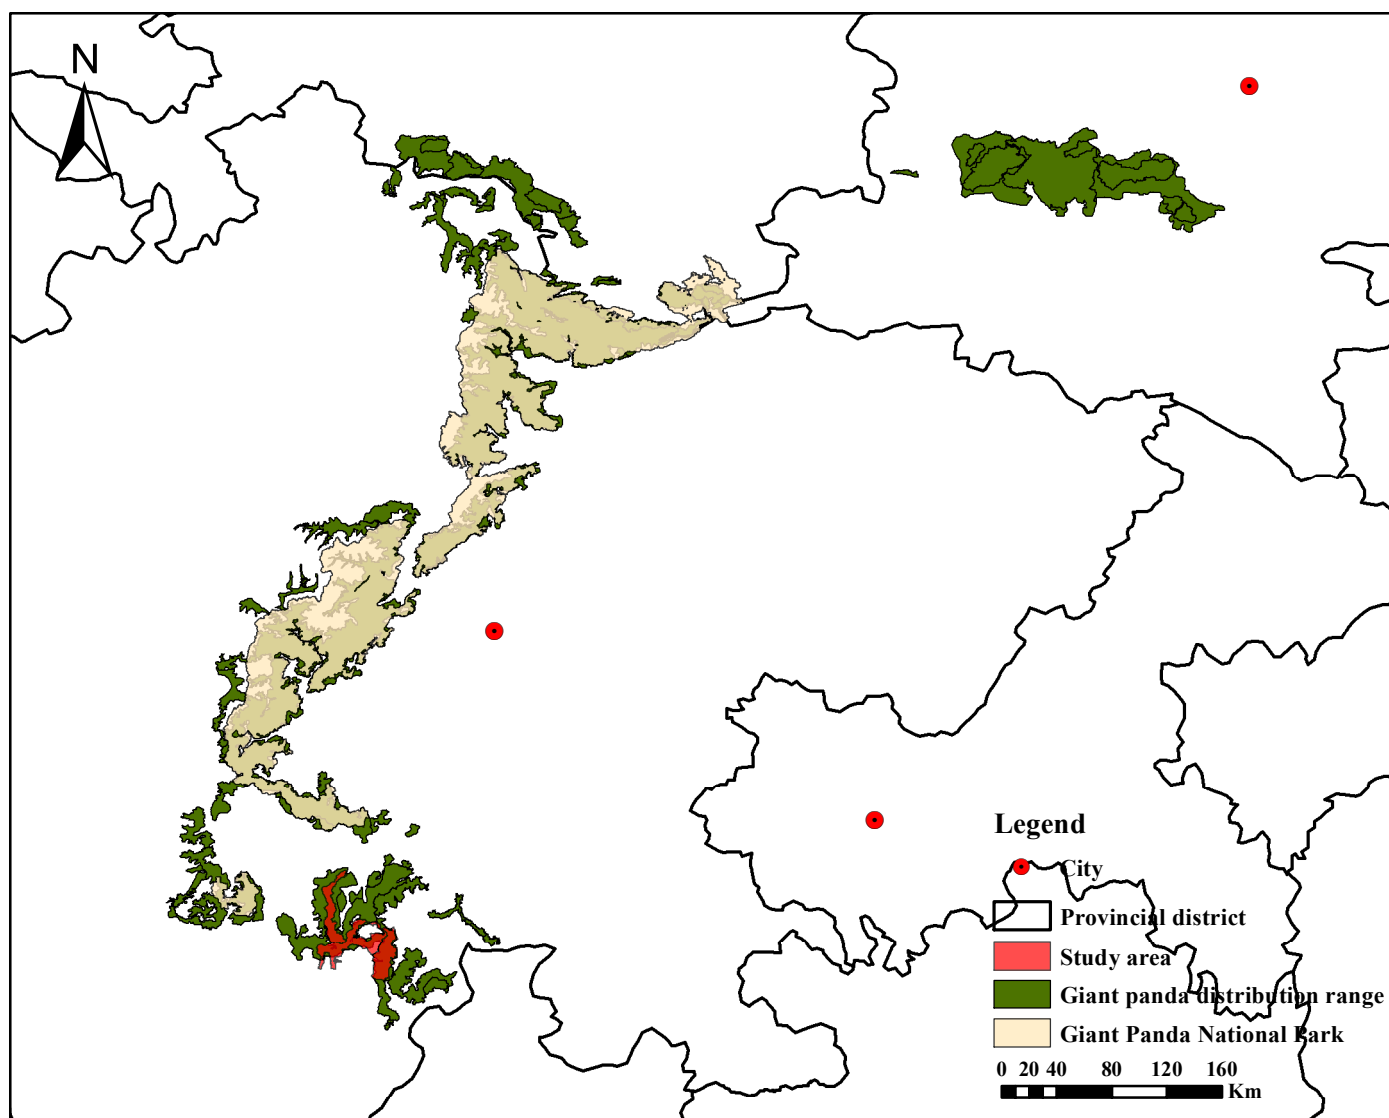 N
Legend
City
Provincial district
Study area
Giant panda distribution range
Giant Panda National Park
0 20 40 80 120 160
Km